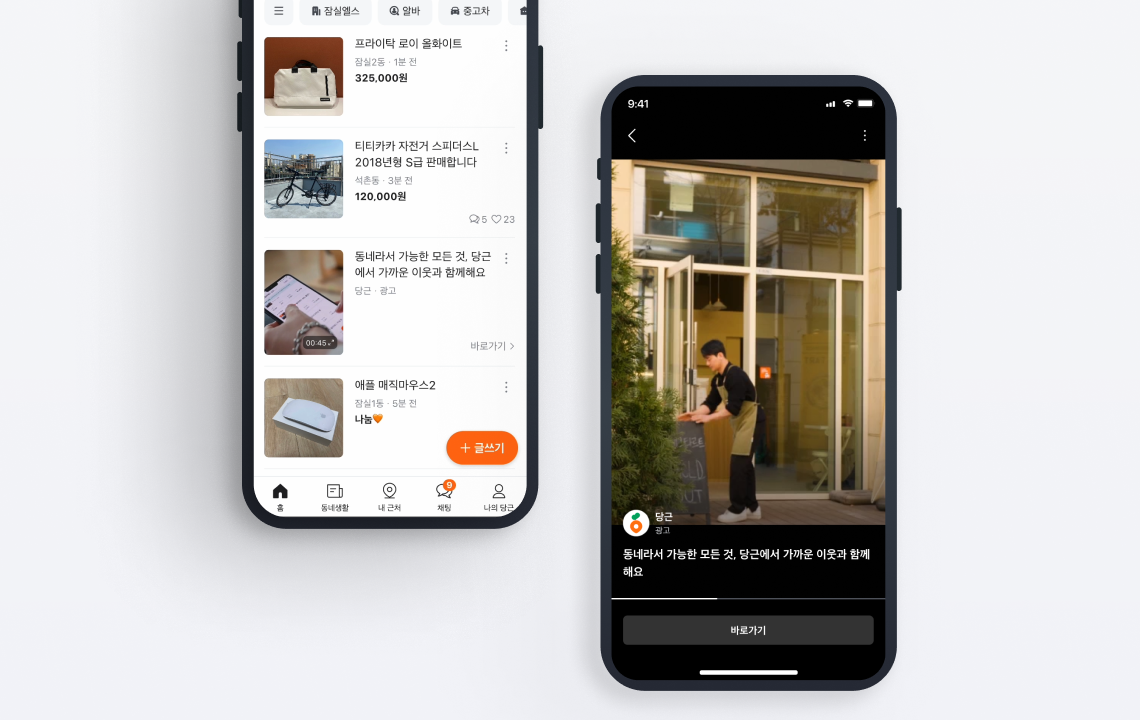 잠실엘스
알바
중고차
프라이탁 로이 올화이트
잠실2동 · 1분 전
325,000원
티티카카 자전거 스피더스L
2018년형 S급 판매합니다
석촌동 · 3분 전
120,000원
5 23
동네라서 가능한 모든 것, 당근
에서 가까운 이웃과 함께해요
당근 · 광고
00:45
바로가기 >
애플 매직마우스2
잠실1동 · 5분 전
나눔🧡
+ 글쓰기
9
홈
동네생활
내 근처
채팅
나의 당근
9:41
당근
광고
동네라서 가능한 모든 것, 당근에서 가까운 이웃과 함께
해요
바로가기